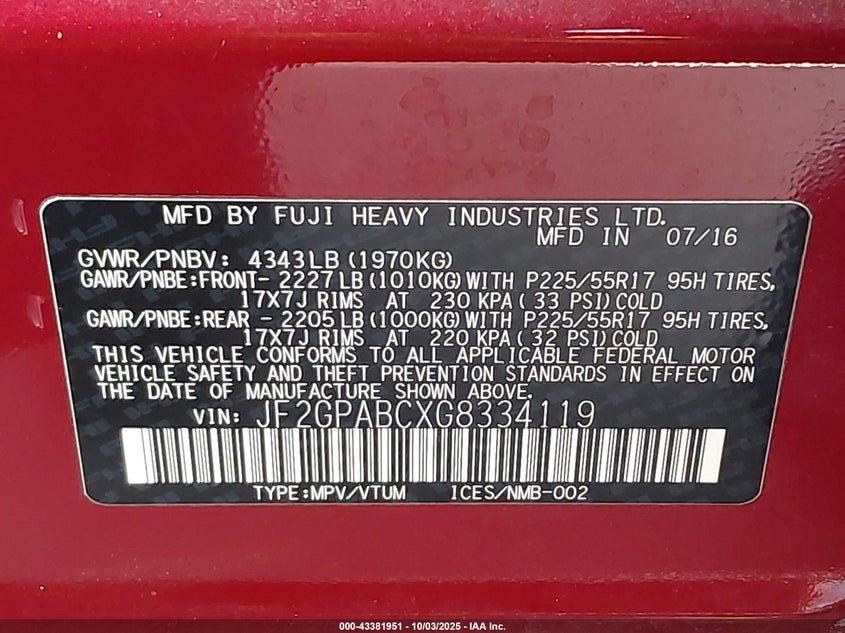 MFD BY FUJI HEAVY INDUSTRIES LTD.
MFD IN 07/16
GVWR/PNBV: 4343LB (1970KG)
GAWR/PNBE:FRONT- 2227LB (1010KG) WITH P225/55R17 95H TIRES,
17X7J RIMS AT 230 KPA ( 33 PSI) COLD
GAWR/PNBE:REAR - 2205LB (1000KG) WITH P225/55R17 95H TIRES,
17X7J RIMS AT 220 KPA ( 32 PSI) COLD
THIS VEHICLE CONFORMS TO ALL APPLICABLE FEDERAL MOTOR
VEHICLE SAFETY AND THEFT PREVENTION STANDARDS IN EFFECT ON
THE DATE OF MANUFACTURE SHOWN ABOVE.
VIN: JF2GPABCXG8334119
TYPE:MPV/VTUM ICES/NMB-002
000-43381951 - 10/03/2025 - IAA Inc.